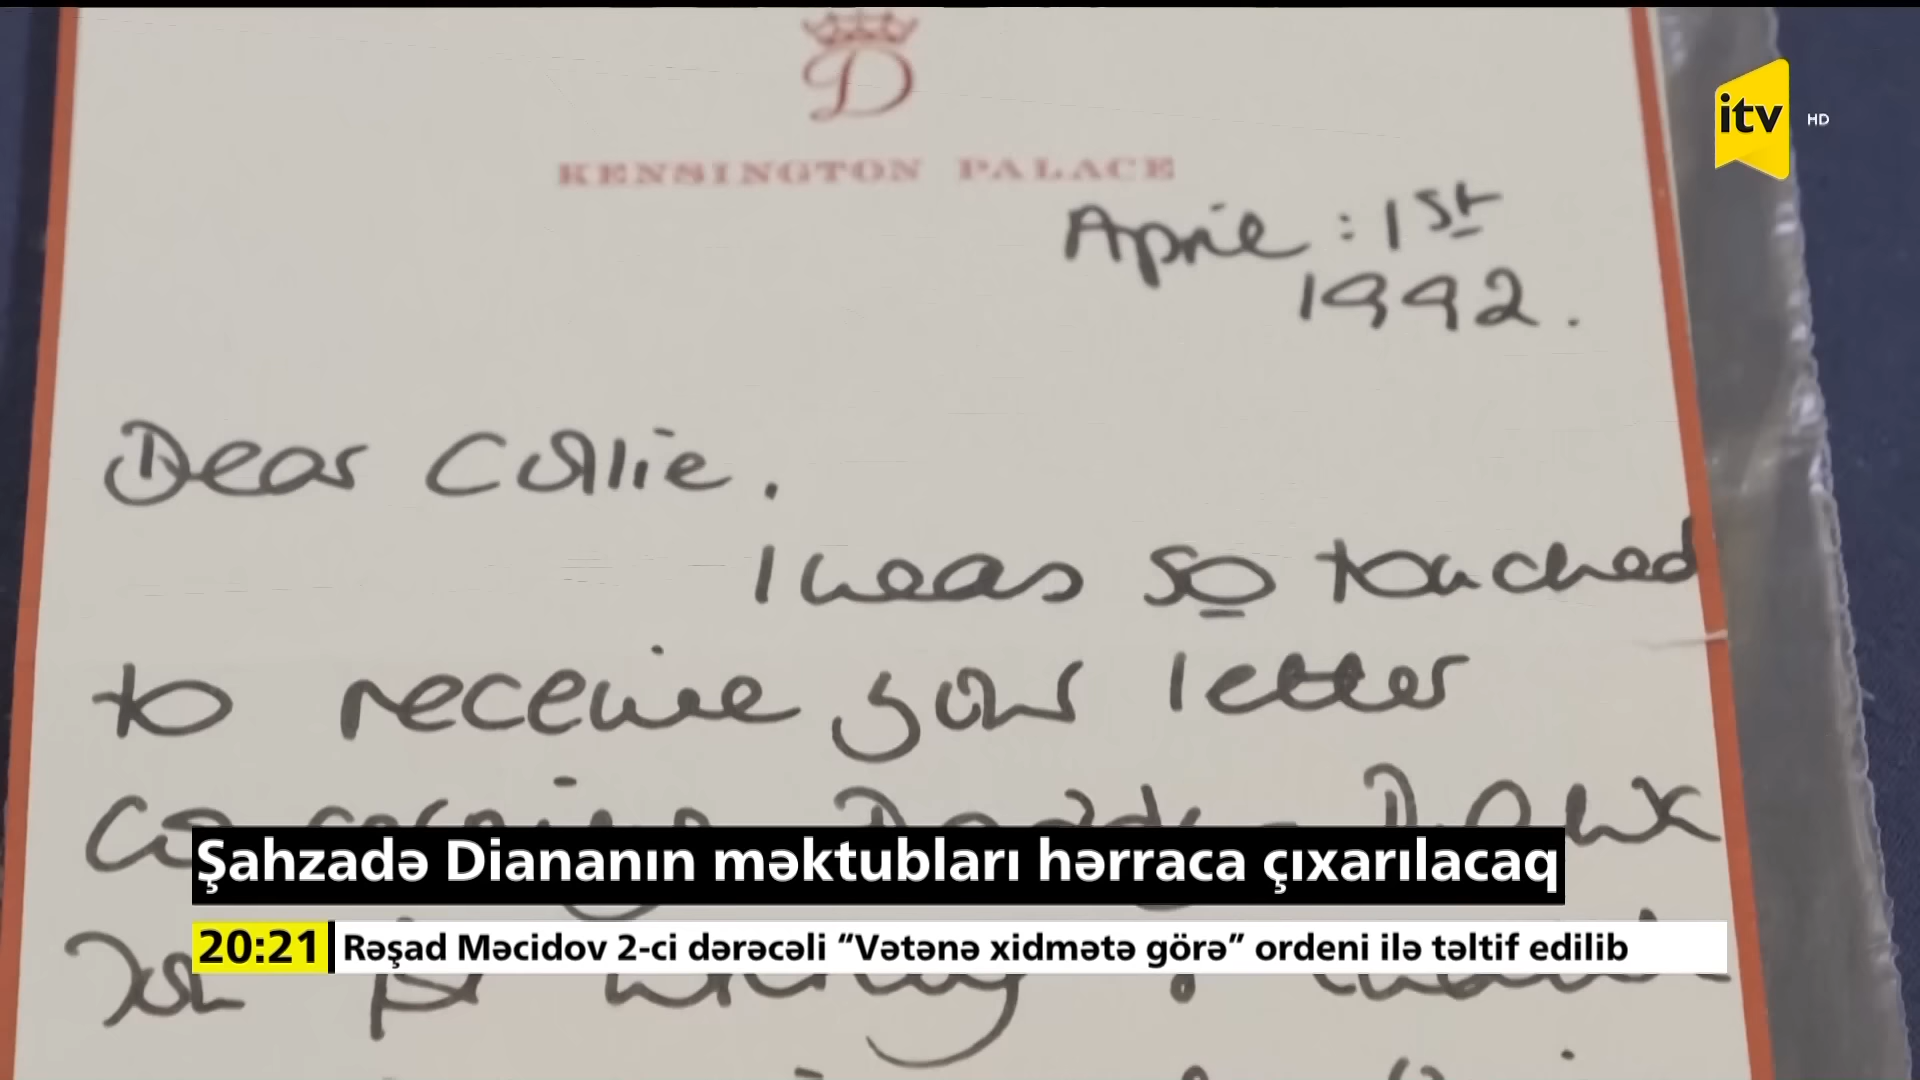 D
KENSINGTON PALACE
itv HD
April : 1st
1992.
Dear Collie.
I was so touched
to receive your letter
Şahzadə Diananın məktubları hərraca çıxarılacaq
20:21 Rəşad Məcidov 2-ci dərəcəli “Vətənə xidmətə görə” ordeni ilə təltif edilib